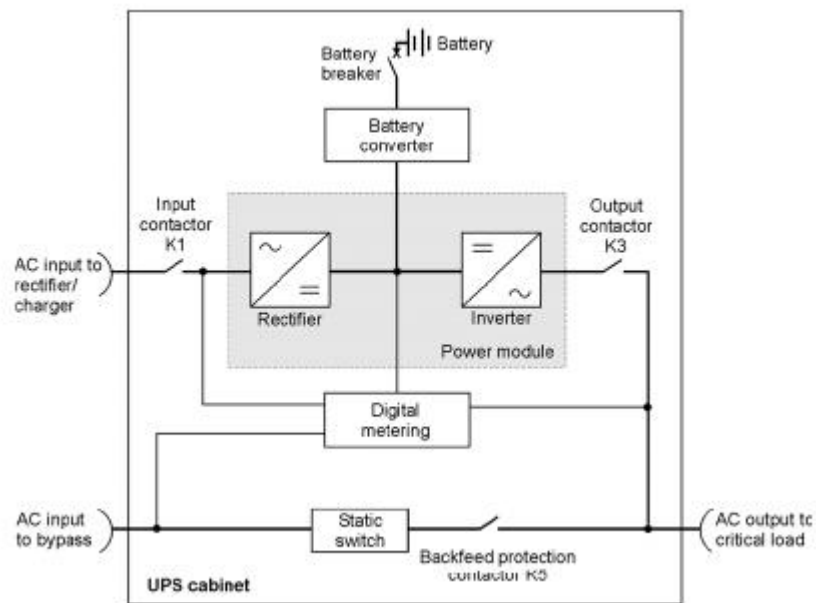 Battery
Battery
breaker
Battery
converter
Input
contactor
K1
Output
contactor
K3
AC input to
rectifier/
charger
Rectifier
Inverter
Power module
Digital
metering
AC input
to bypass
Static
switch
AC output to
critical load
Backfeed protection
contactor K5
UPS cabinet